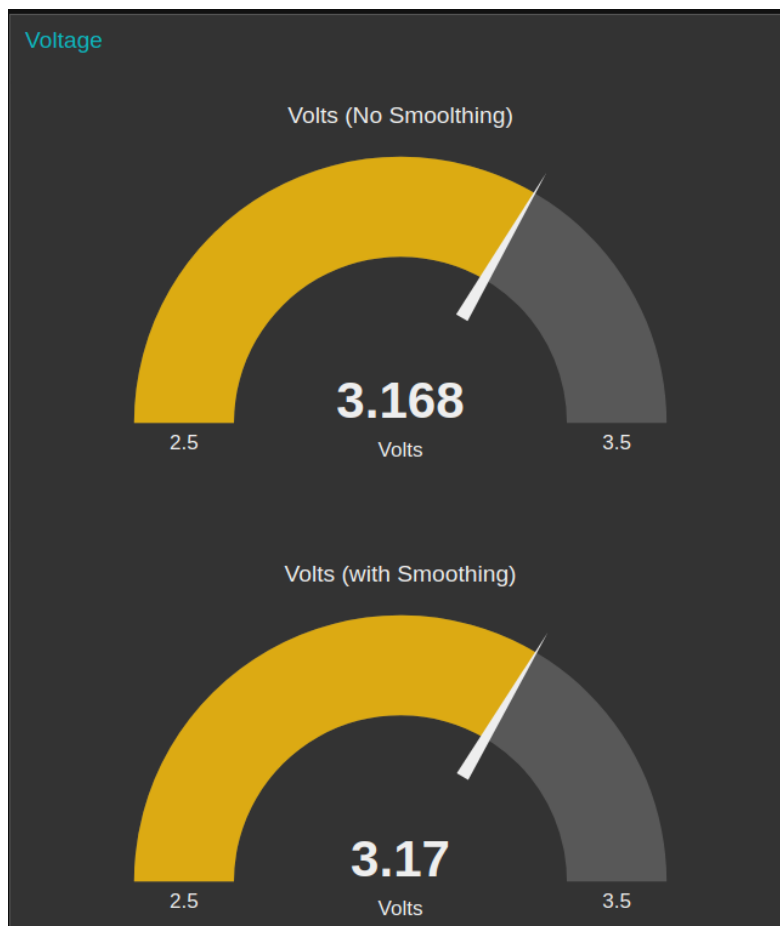 Voltage
Volts (No Smoolthing)
3.168
2.5
Volts
3.5
Volts (with Smoothing)
3.17
2.5
Volts
3.5